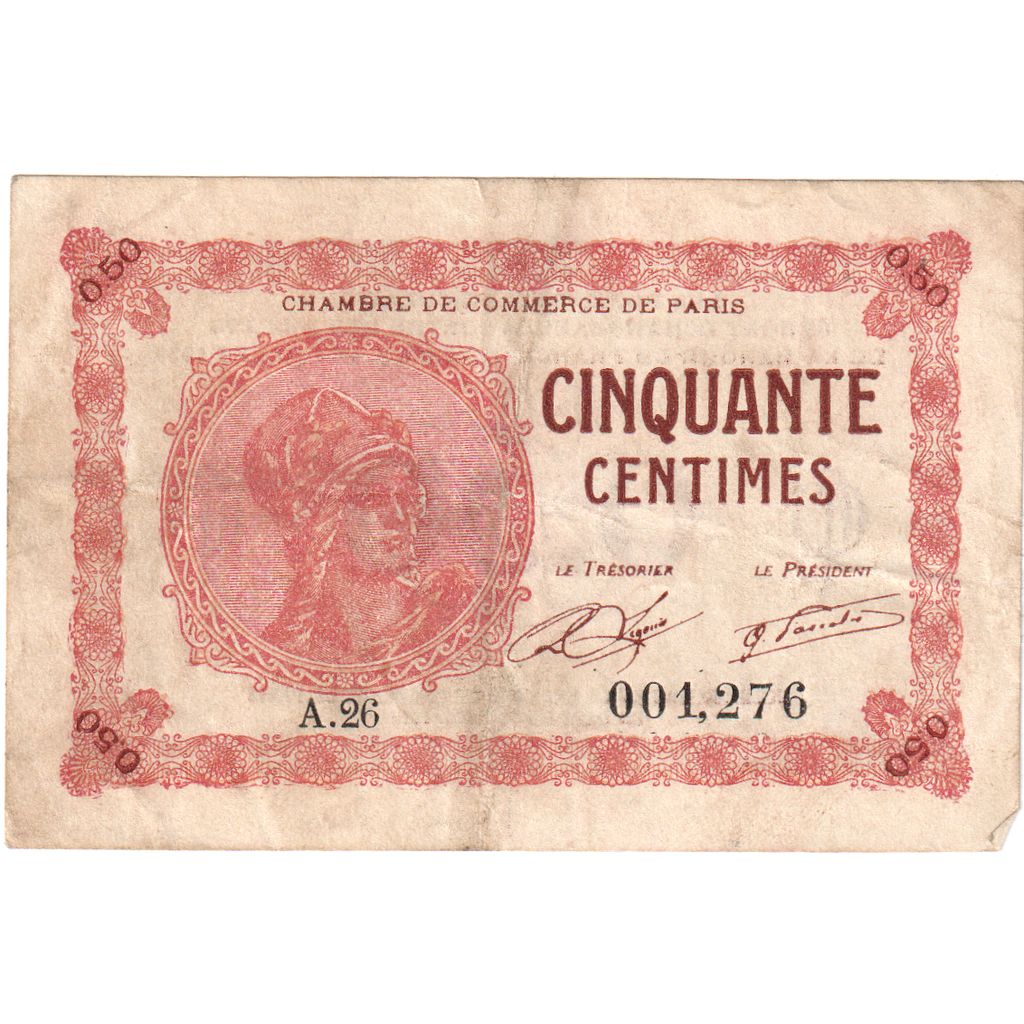 0.50 0.50
CHAMBRE DE COMMERCE DE PARIS
CINQUANTE
CENTIMES
LE TRÉSORIER LE PRÉSIDENT
A.26 001,276
0.50 0.50